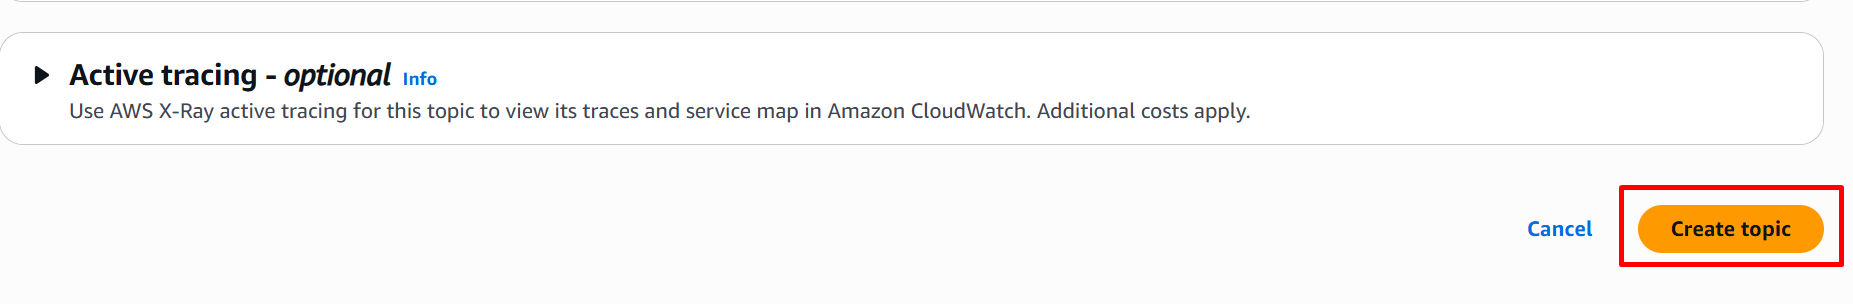 Active tracing - optional Info
Use AWS X-Ray active tracing for this topic to view its traces and service map in Amazon CloudWatch. Additional costs apply.
Cancel Create topic